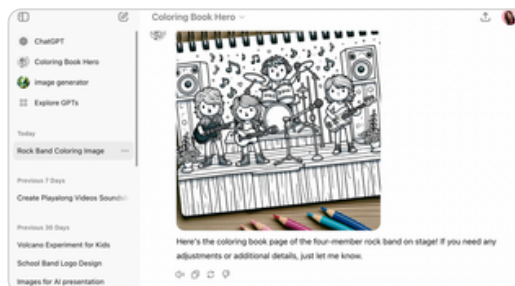 Coloring Book Hero
ChatGPT
Coloring Book Hero
image generator
Explore GPTs
Today
Rock Band Coloring Image
Previous 7 Days
Create Playalong Videos Sounds
Previous 30 Days
Volcano Experiment for Kids
School Band Logo Design
Images for AI presentation
Here's the coloring book page of the four-member rock band on stage! If you need any
adjustments or additional details, just let me know.